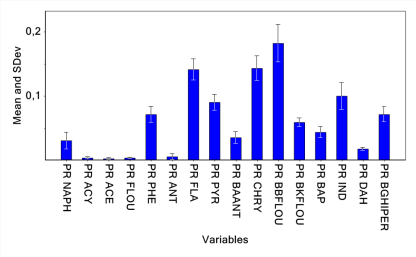 Mean and SDev
0,2
0,1
PR NAPH
PR ACY
PR ACE
PR FLOU
PR PHE
PR ANT
PR FLA
PR PYR
PR BAANT
PR CHRY
PR BBFLOU
PR BKFLOU
PR BAP
PR IND
PR DAH
PR BGHIPER
Variables